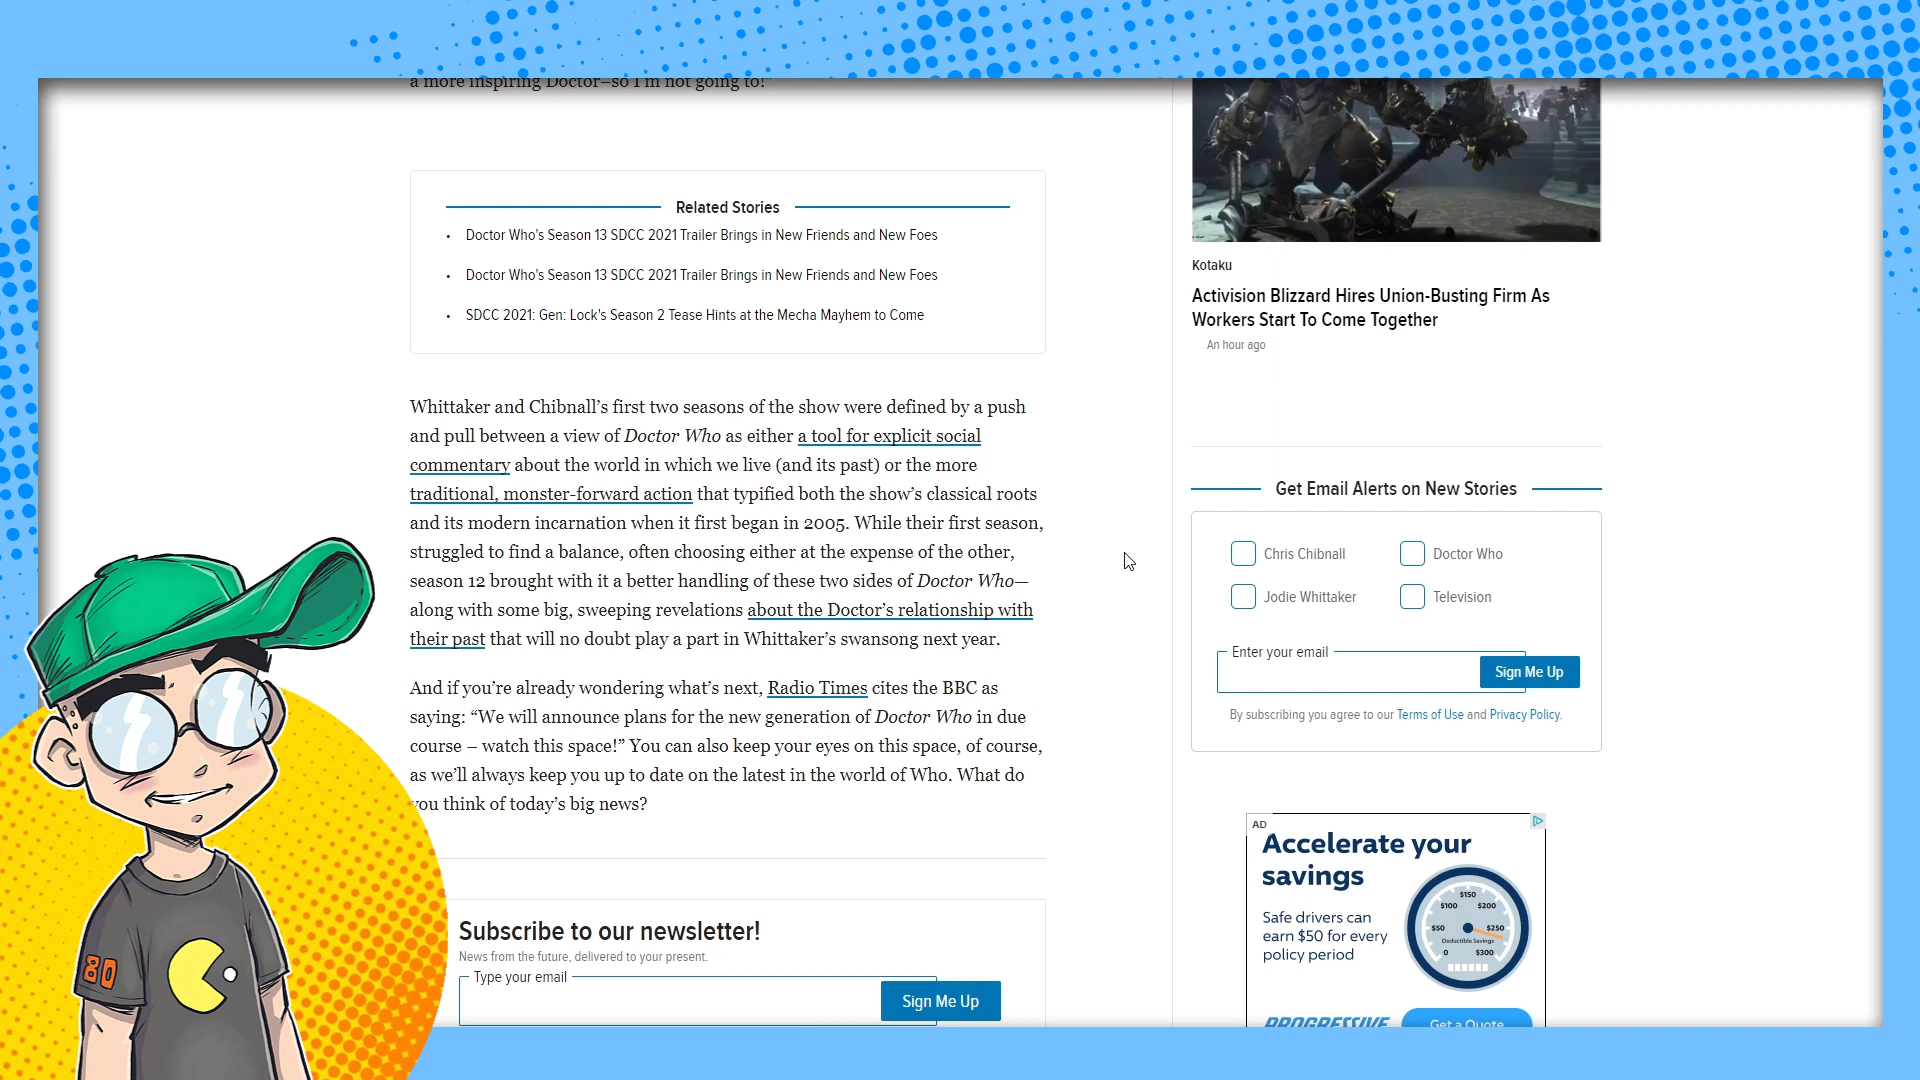 a more inspiring Doctor—so I'm not going to!"
Related Stories
• Doctor Who's Season 13 SDCC 2021 Trailer Brings in New Friends and New Foes
• Doctor Who's Season 13 SDCC 2021 Trailer Brings in New Friends and New Foes
• SDCC 2021: Gen: Lock's Season 2 Tease Hints at the Mecha Mayhem to Come
Whittaker and Chibnall's first two seasons of the show were defined by a push
and pull between a view of Doctor Who as either a tool for explicit social
commentary about the world in which we live (and its past) or the more
traditional, monster-forward action that typified both the show's classical roots
and its modern incarnation when it first began in 2005. While their first season,
struggled to find a balance, often choosing either at the expense of the other,
season 12 brought with it a better handling of these two sides of Doctor Who—
along with some big, sweeping revelations about the Doctor's relationship with
their past that will no doubt play a part in Whittaker's swansong next year.
And if you're already wondering what's next, Radio Times cites the BBC as
saying: “We will announce plans for the new generation of Doctor Who in due
course – watch this space!” You can also keep your eyes on this space, of course,
as we'll always keep you up to date on the latest in the world of Who. What do
you think of today's big news?
Subscribe to our newsletter!
News from the future, delivered to your present.
Type your email
Sign Me Up
Kotaku
Activision Blizzard Hires Union-Busting Firm As
Workers Start To Come Together
An hour ago
Get Email Alerts on New Stories
Chris Chibnall
Doctor Who
Jodie Whittaker
Television
Enter your email
Sign Me Up
By subscribing you agree to our Terms of Use and Privacy Policy.
AD
Accelerate your
savings
Safe drivers can
earn $50 for every
policy period
$150
$100 $200
$50 $250
Deductible Savings
0 $300
PROGRESSIVE
Get a Quote
80